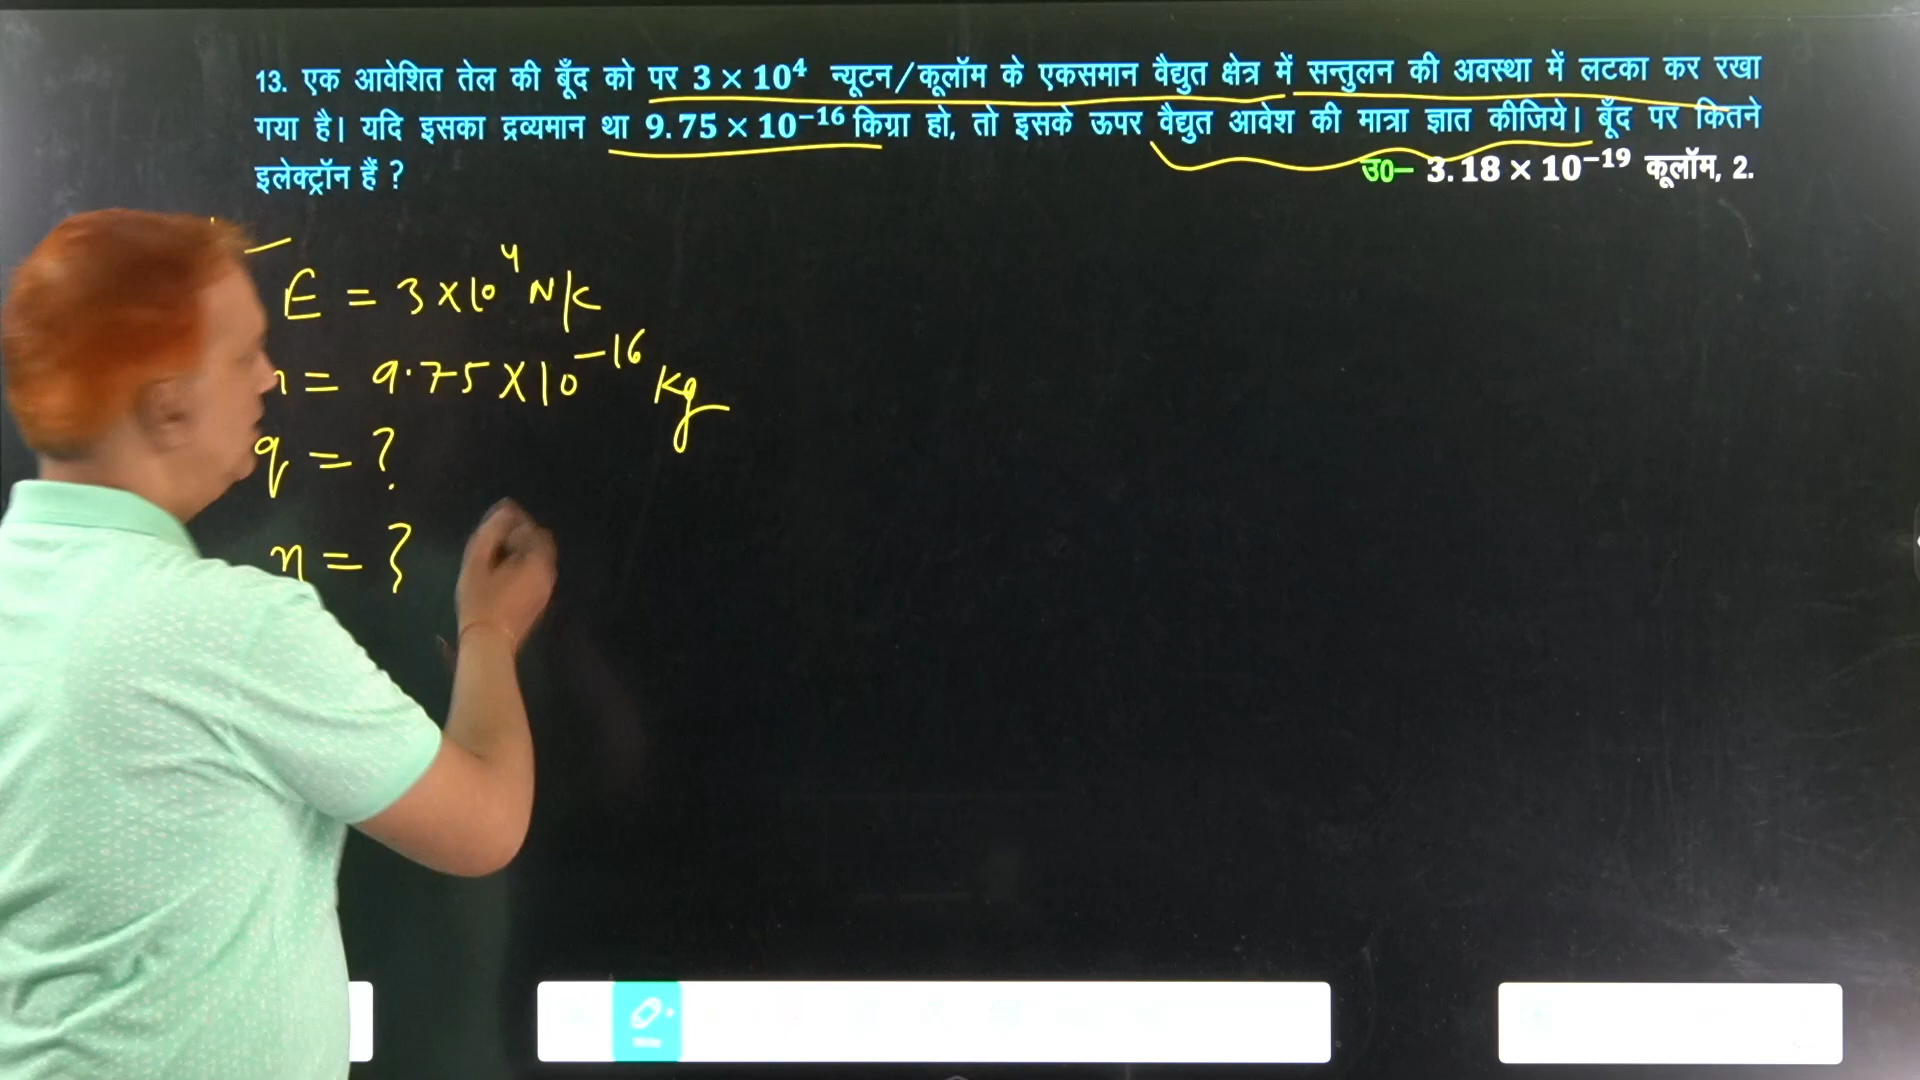 13. एक आवेशित तेल की बूँद को पर 3 × 10⁴ न्यूटन/कूलॉम के एकसमान वैद्युत क्षेत्र में सन्तुलन की अवस्था में लटका कर रखा
गया है। यदि इसका द्रव्यमान था 9.75 × 10⁻¹⁶ किग्रा हो, तो इसके ऊपर वैद्युत आवेश की मात्रा ज्ञात कीजिये। बूँद पर कितने
इलेक्ट्रॉन हैं ?
उ0– 3.18 × 10⁻¹⁹ कूलॉम, 2.
E = 3×10⁴ N/C
= 9.75×10⁻¹⁶ kg
q = ?
n = ?